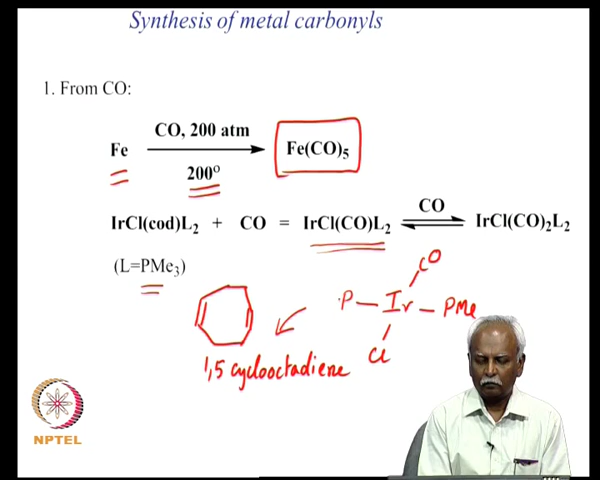 Synthesis of metal carbonyls
1. From CO:
Fe CO, 200 atm 200° Fe(CO)₅
IrCl(cod)L₂ + CO = IrCl(CO)L₂ CO IrCl(CO)₂L₂
(L=PMe₃)
CO
P — Ir — PMe
Cl
1,5 cyclooctadiene
NPTEL